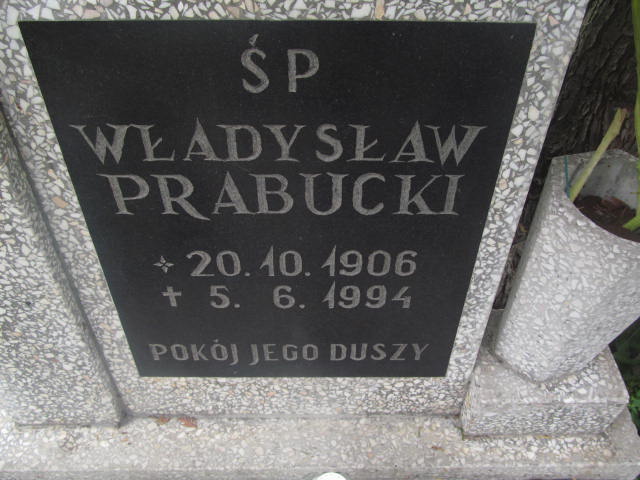 ŚP
WŁADYSŁAW
PRABUCKI
20.10.1906
5. 6. 1994
POKÓJ JEGO DUSZY